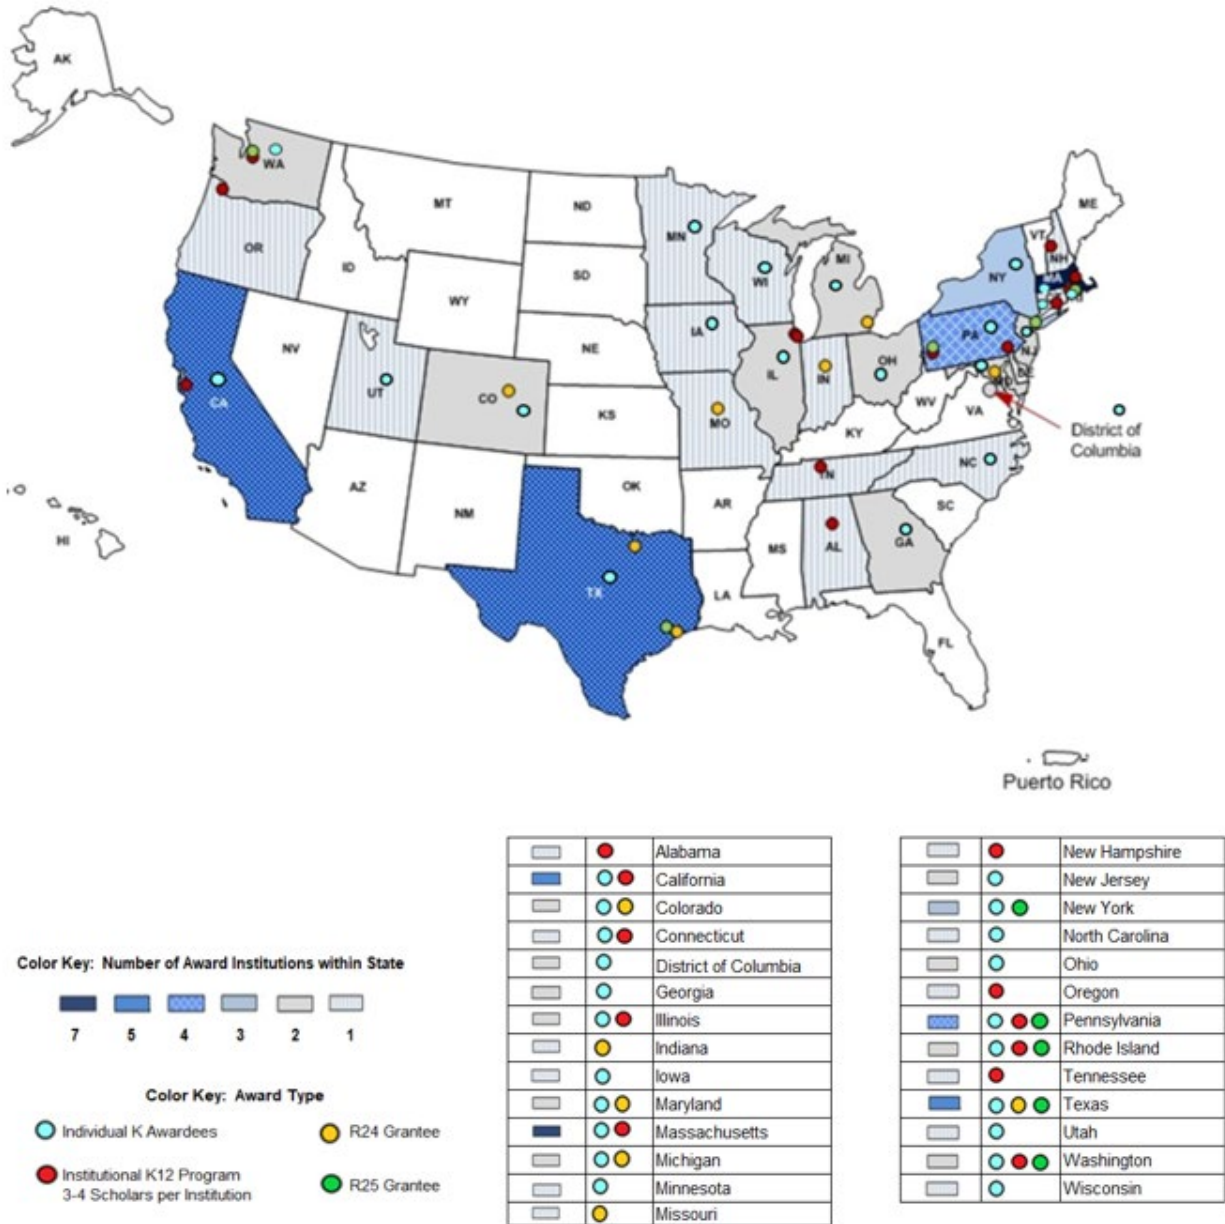 AK
WA
MT
ND
MN
ME
VT
NH
OR
ID
SD
WI
MI
NY
MA
WY
IA
PA
NV
NE
IL
IN
OH
NJ
UT
CO
KS
MO
WV
VA
DE
KY
CA
District of
Columbia
NC
TN
AZ
NM
OK
AR
SC
MS
AL
GA
TX
LA
HI
FL
Puerto Rico
Color Key: Number of Award Institutions within State
7 5 4 3 2 1
Color Key: Award Type
Individual K Awardees
R24 Grantee
Institutional K12 Program
3-4 Scholars per Institution
R25 Grantee
Alabama
California
Colorado
Connecticut
District of Columbia
Georgia
Illinois
Indiana
Iowa
Maryland
Massachusetts
Michigan
Minnesota
Missouri
New Hampshire
New Jersey
New York
North Carolina
Ohio
Oregon
Pennsylvania
Rhode Island
Tennessee
Texas
Utah
Washington
Wisconsin